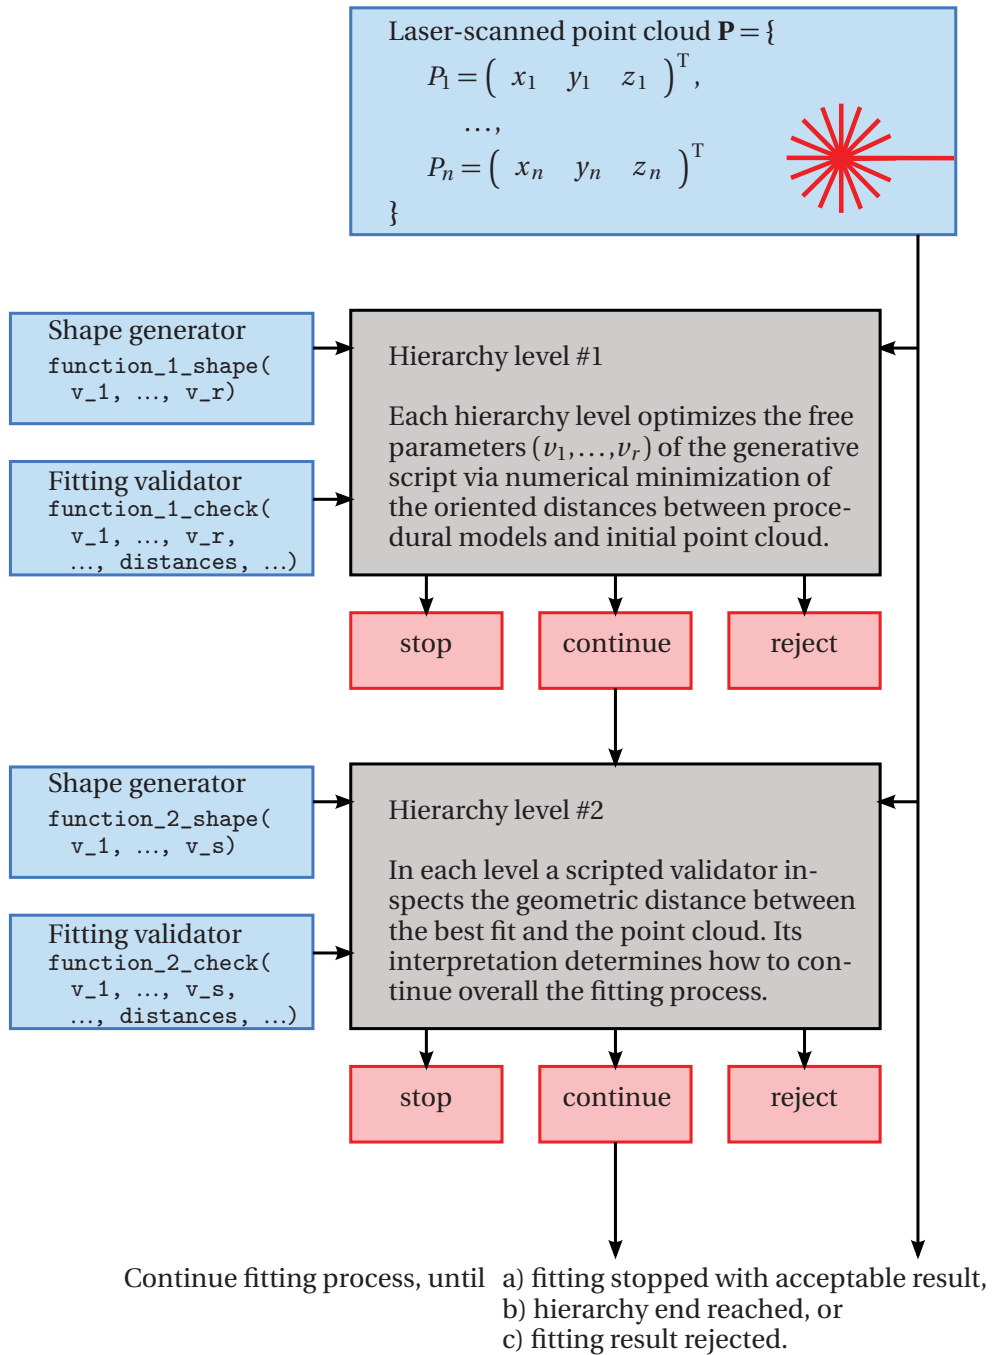 Laser-scanned point cloud P = {
P1 = ( x1 y1 z1 )T,
...,
Pn = ( xn yn zn )T
}
Shape generator
function_1_shape(
v_1, ..., v_r)
Fitting validator
function_1_check(
v_1, ..., v_r,
..., distances, ...)
Hierarchy level #1
Each hierarchy level optimizes the free
parameters (v1,...,vr) of the generative
script via numerical minimization of
the oriented distances between proce-
dural models and initial point cloud.
stop
continue
reject
Shape generator
function_2_shape(
v_1, ..., v_s)
Fitting validator
function_2_check(
v_1, ..., v_s,
..., distances, ...)
Hierarchy level #2
In each level a scripted validator in-
spects the geometric distance between
the best fit and the point cloud. Its
interpretation determines how to con-
tinue overall the fitting process.
stop
continue
reject
Continue fitting process, until a) fitting stopped with acceptable result,
b) hierarchy end reached, or
c) fitting result rejected.